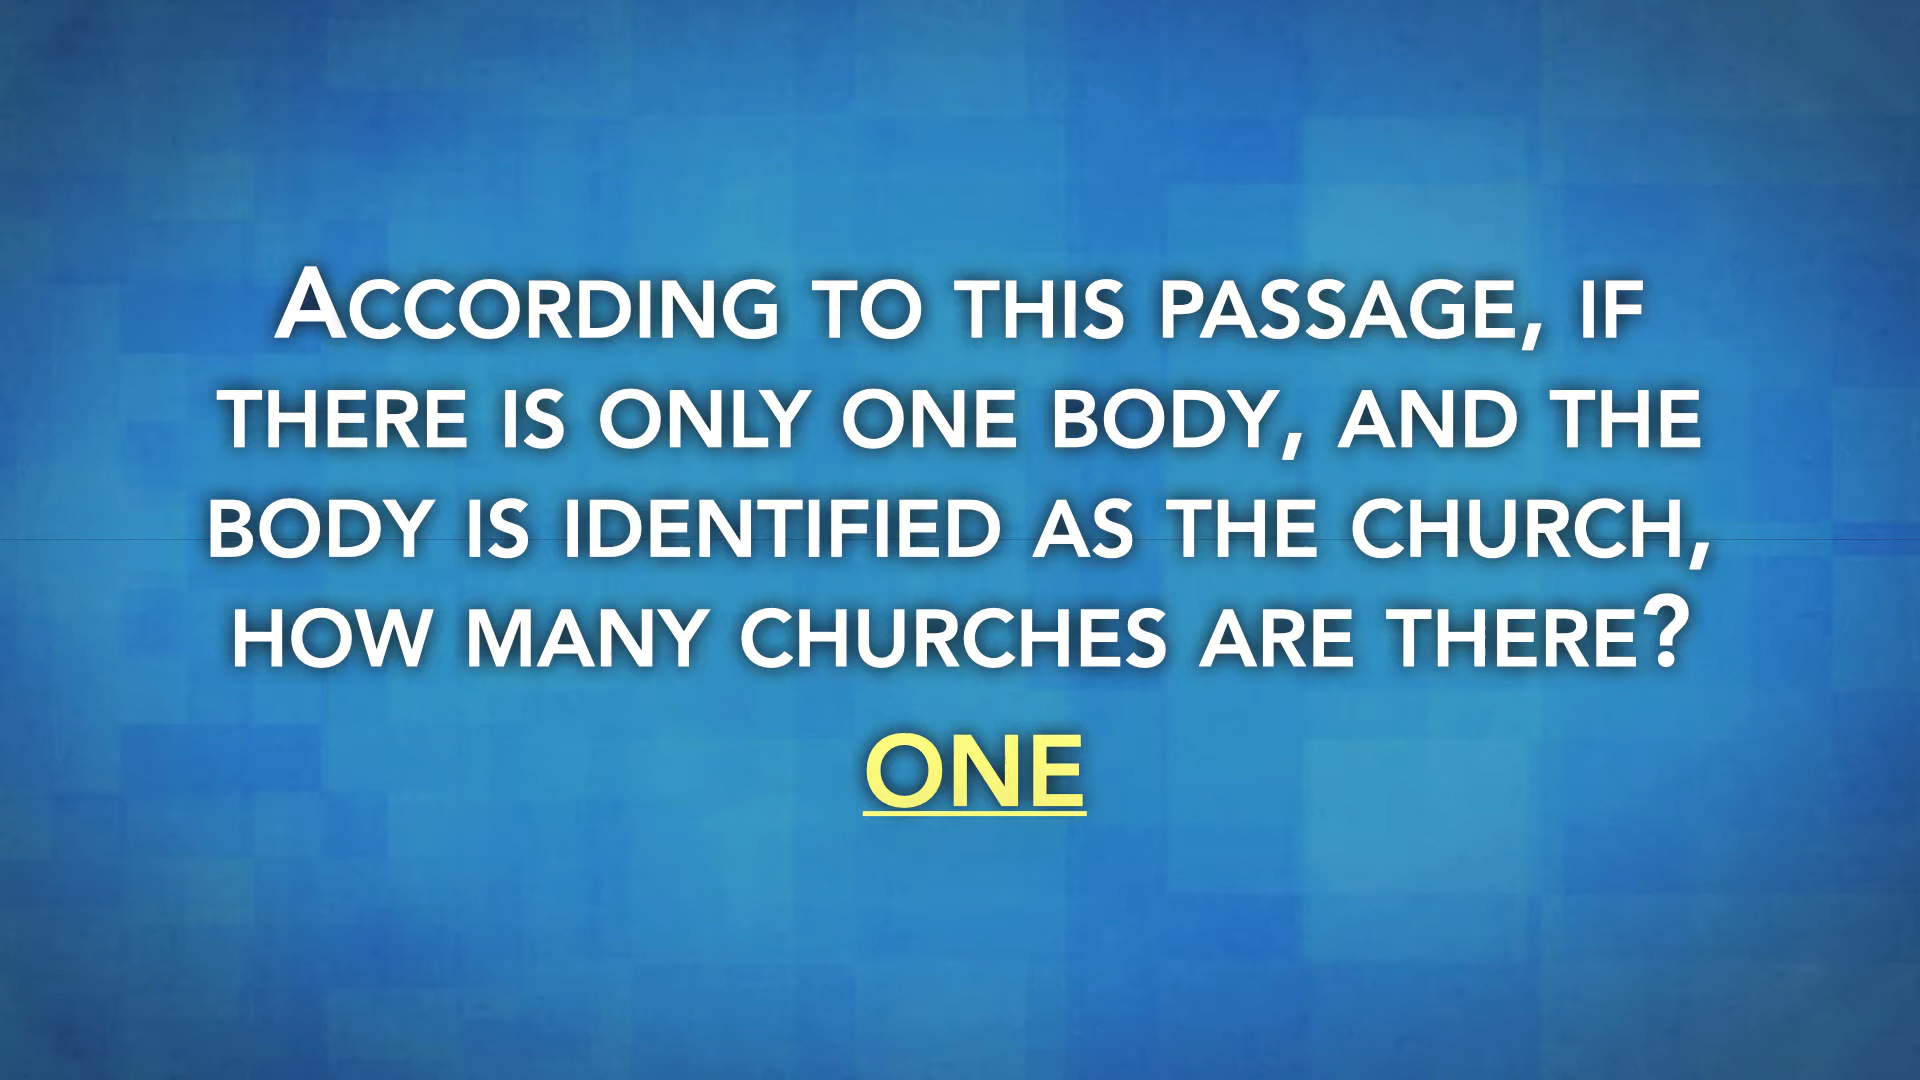 According to this passage, if
there is only one body, and the
body is identified as the church,
how many churches are there?
ONE